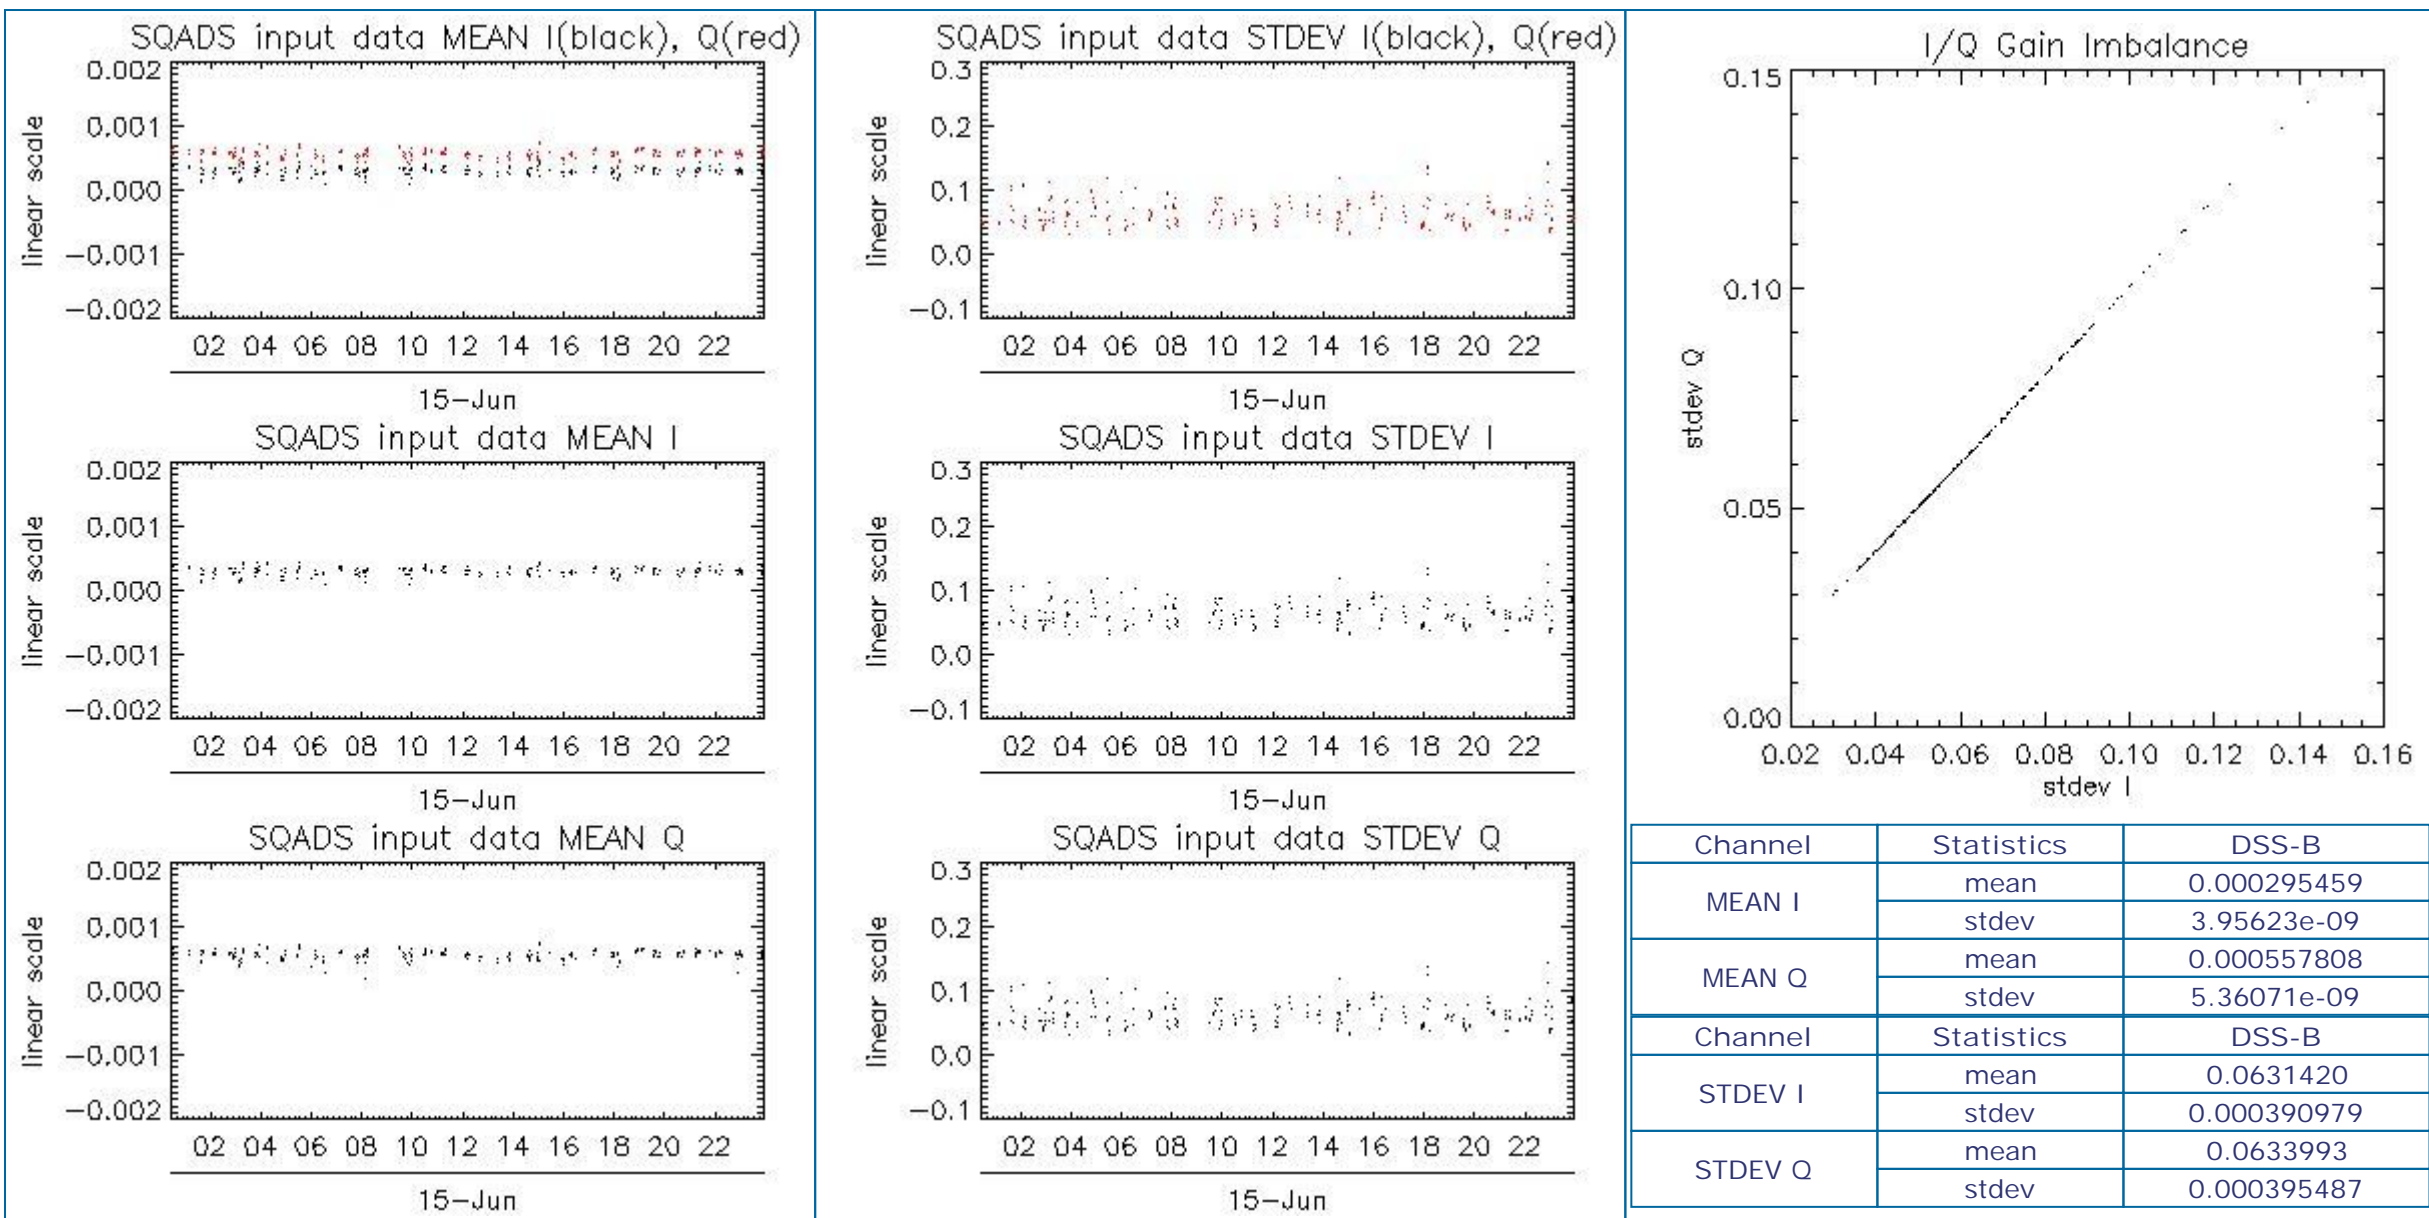 SQADS input data MEAN I(black), Q(red)
0.002
0.001
0.000
-0.001
-0.002
linear scale
02 04 06 08 10 12 14 16 18 20 22
15-Jun
SQADS input data MEAN I
0.002
0.001
0.000
-0.001
-0.002
linear scale
02 04 06 08 10 12 14 16 18 20 22
15-Jun
SQADS input data MEAN Q
0.002
0.001
0.000
-0.001
-0.002
linear scale
02 04 06 08 10 12 14 16 18 20 22
15-Jun
SQADS input data STDEV I(black), Q(red)
0.3
0.2
0.1
0.0
-0.1
linear scale
02 04 06 08 10 12 14 16 18 20 22
15-Jun
SQADS input data STDEV I
0.3
0.2
0.1
0.0
-0.1
linear scale
02 04 06 08 10 12 14 16 18 20 22
15-Jun
SQADS input data STDEV Q
0.3
0.2
0.1
0.0
-0.1
linear scale
02 04 06 08 10 12 14 16 18 20 22
15-Jun
I/Q Gain Imbalance
0.15
0.10
0.05
0.00
stdev Q
0.02 0.04 0.06 0.08 0.10 0.12 0.14 0.16
stdev I
Channel Statistics DSS-B
MEAN I mean 0.000295459
stdev 3.95623e-09
MEAN Q mean 0.000557808
stdev 5.36071e-09
Channel Statistics DSS-B
STDEV I mean 0.0631420
stdev 0.000390979
STDEV Q mean 0.0633993
stdev 0.000395487